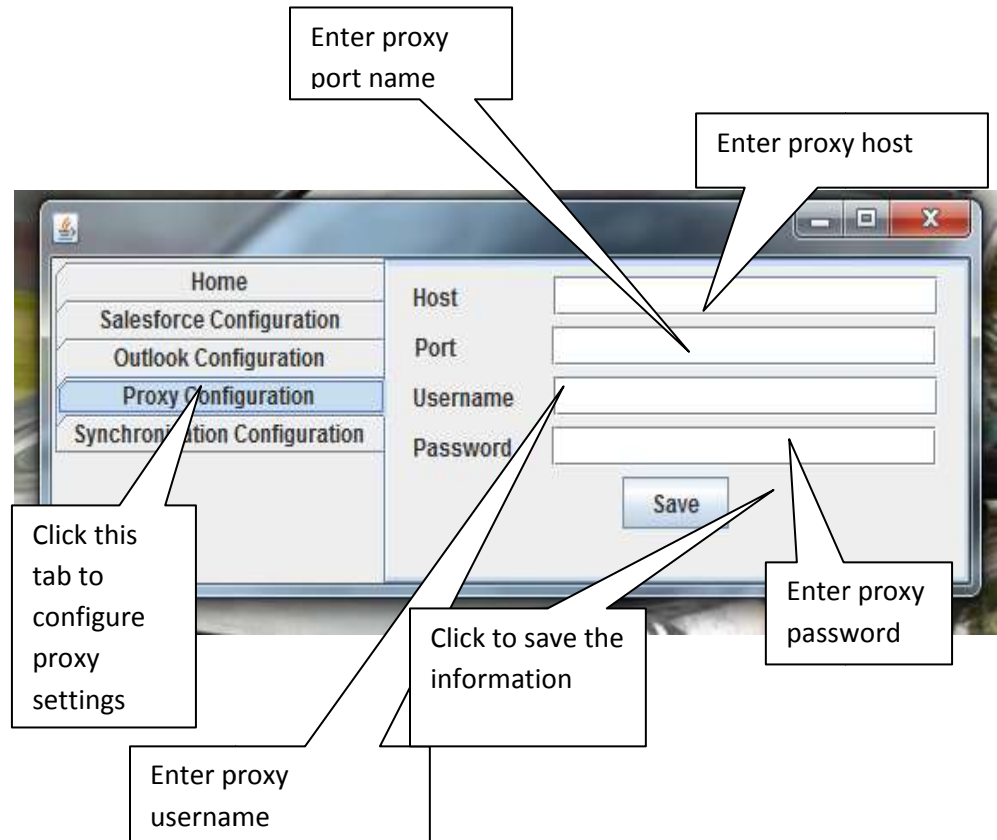 Enter proxy
port name
Enter proxy host
Home
Salesforce Configuration
Outlook Configuration
Proxy Configuration
Synchronization Configuration
Host
Port
Username
Password
Save
Click this
tab to
configure
proxy
settings
Enter proxy
password
Click to save the
information
Enter proxy
username